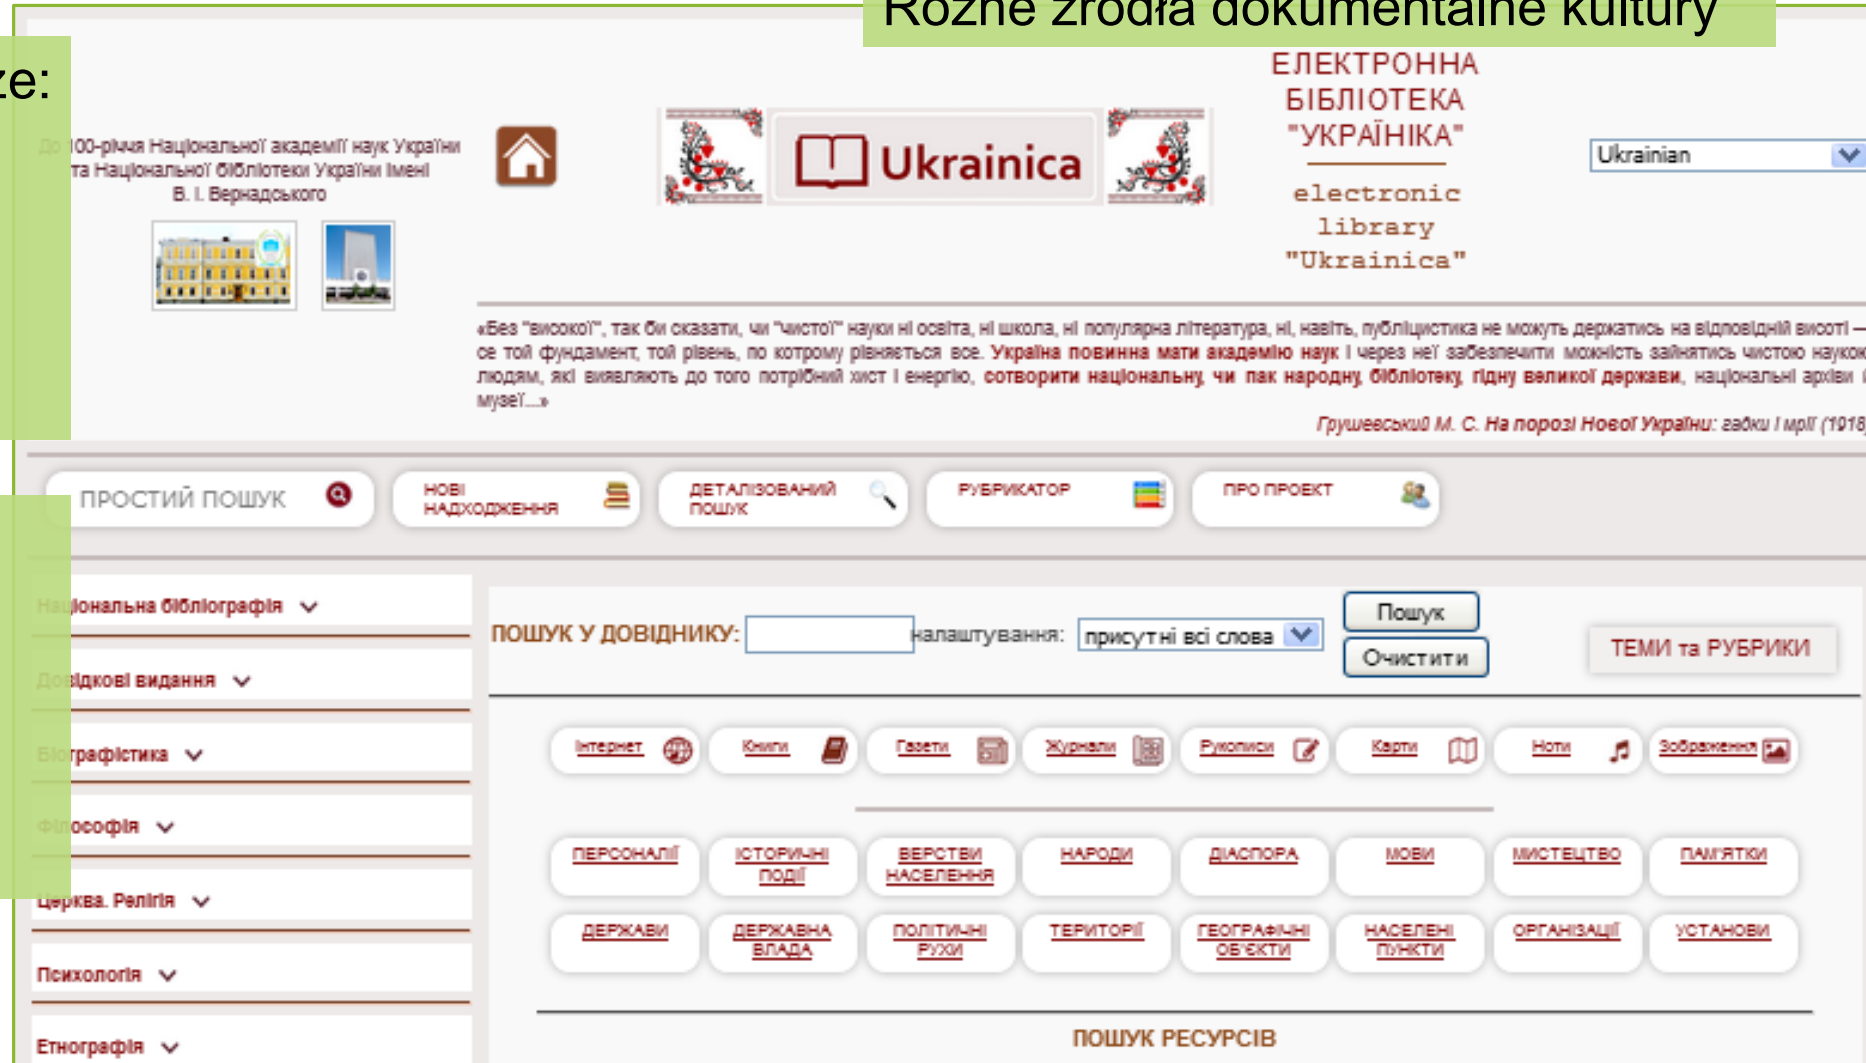 Różne źródła dokumentalne kultury
że:
До 100-річчя Національної академії наук України
та Національної бібліотеки України імені
В. І. Вернадського
Ukrainica
ЕЛЕКТРОННА
БІБЛІОТЕКА
"УКРАЇНІКА"
electronic
library
"Ukrainica"
Ukrainian
«Без "високої", так би сказати, чи "чистої" науки ні освіта, ні школа, ні популярна література, ні, навіть, публіцистика не можуть держатись на відповідній висоті —
се той фундамент, той рівень, по котрому рівняється все. Україна повинна мати академію наук і через неї забезпечити можність зайнятись чистою наукою
людям, які виявляють до того потрібний хист і енергію, сотворити національну, чи пак народну, бібліотеку, гідну великої держави, національні архіви й
музеї...»
Грушевський М. С. На порозі Нової України: гадки і мрії (1918)
ПРОСТИЙ ПОШУК
НОВІ
НАДХОДЖЕННЯ
ДЕТАЛІЗОВАНИЙ
ПОШУК
РУБРИКАТОР
ПРО ПРОЕКТ
Національна бібліографія
Довідкові видання
Біографістика
Філософія
Церква. Релігія
Психологія
Етнографія
ПОШУК У ДОВІДНИКУ:
налаштування:
присутні всі слова
Пошук
Очистити
ТЕМИ та РУБРИКИ
Інтернет
Книги
Газети
Журнали
Рукописи
Карти
Ноти
Зображення
ПЕРСОНАЛІЇ
ІСТОРИЧНІ
ПОДІЇ
ВЕРСТВИ
НАСЕЛЕННЯ
НАРОДИ
ДІАСПОРА
МОВИ
МИСТЕЦТВО
ПАМ'ЯТКИ
ДЕРЖАВИ
ДЕРЖАВНА
ВЛАДА
ПОЛІТИЧНІ
РУХИ
ТЕРИТОРІЇ
ГЕОГРАФІЧНІ
ОБ'ЄКТИ
НАСЕЛЕНІ
ПУНКТИ
ОРГАНІЗАЦІЇ
УСТАНОВИ
ПОШУК РЕСУРСІВ